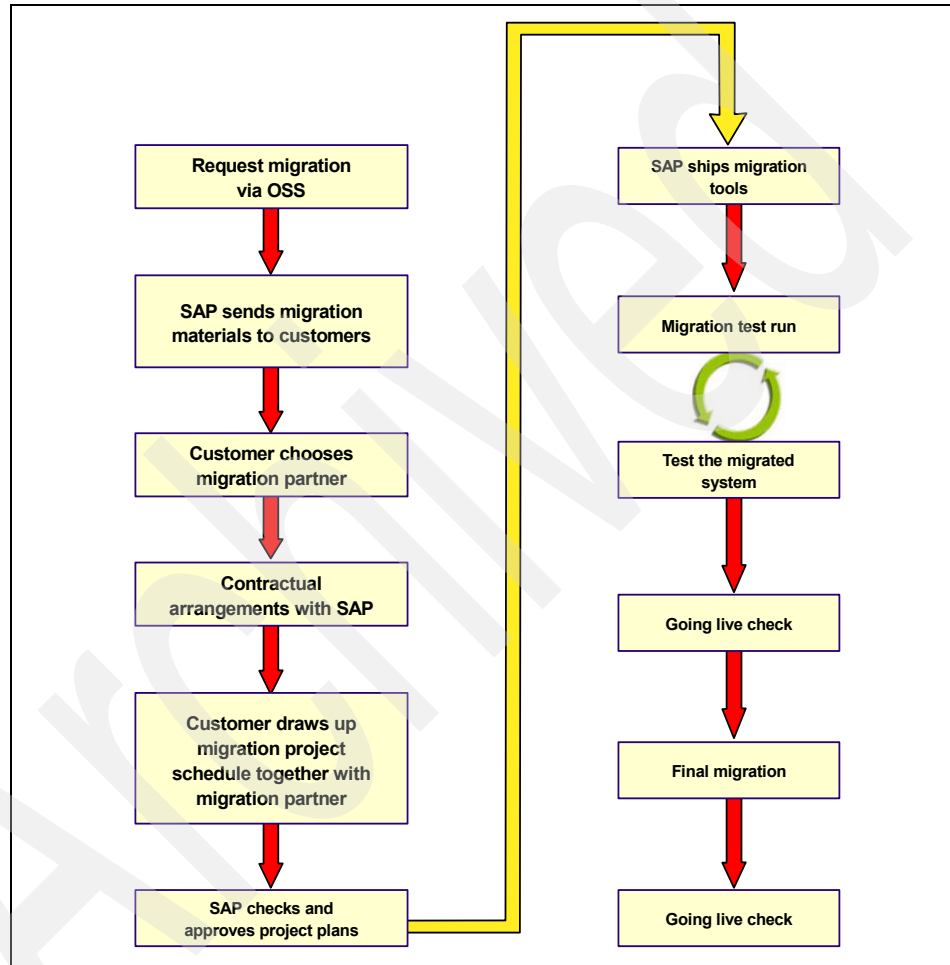 Request migration
via OSS
SAP sends migration
materials to customers
Customer chooses
migration partner
Contractual
arrangements with SAP
Customer draws up
migration project
schedule together with
migration partner
SAP checks and
approves project plans
SAP ships migration
tools
Migration test run
Test the migrated
system
Going live check
Final migration
Going live check
Archived